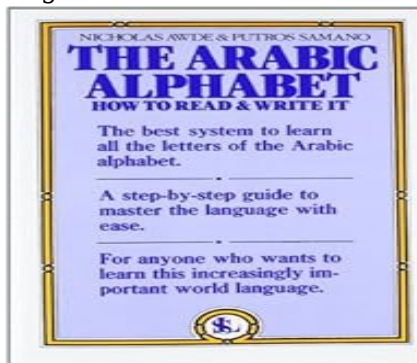 NICHOLAS AWDE & PUTROS SAMANO
THE ARABIC
ALPHABET
HOW TO READ & WRITE IT
The best system to learn
all the letters of the Arabic
alphabet.
A step-by-step guide to
master the language with
ease.
For anyone who wants to
learn this increasingly im-
portant world language.